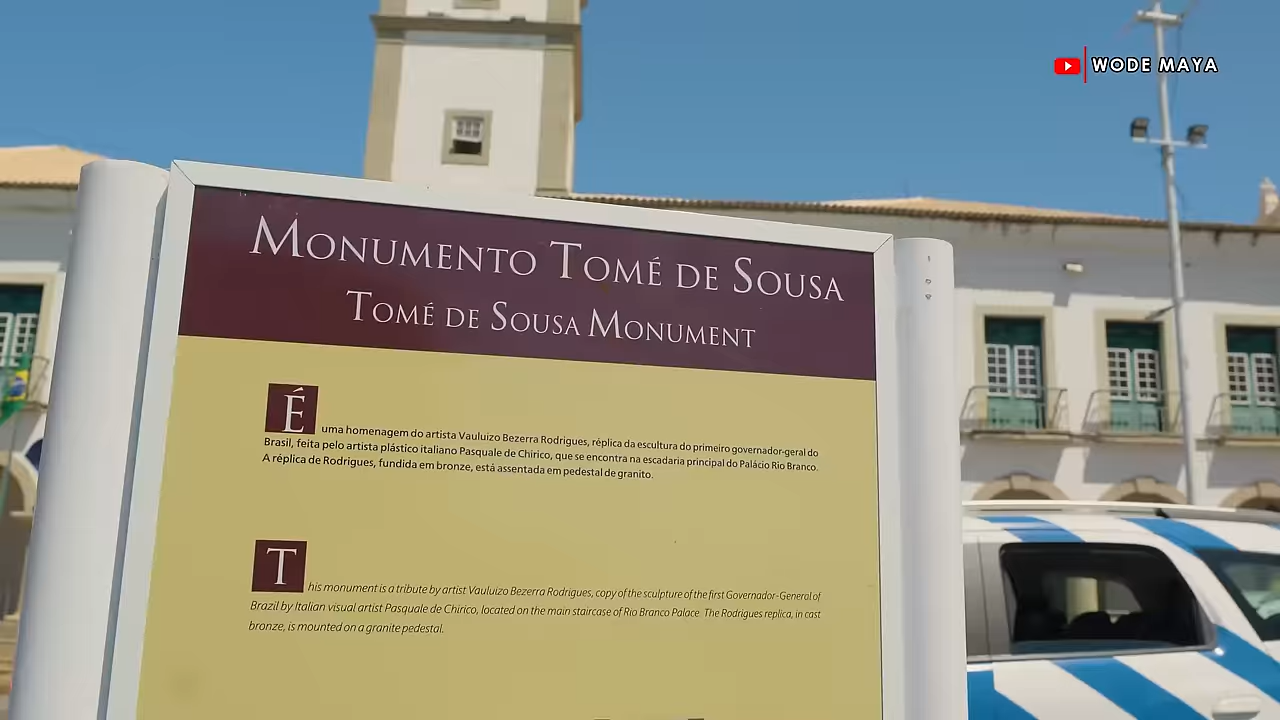 WODE MAYA
MONUMENTO TOMÉ DE SOUSA
TOMÉ DE SOUSA MONUMENT
É uma homenagem do artista Vauluizo Bezerra Rodrigues, réplica da escultura do primeiro governador-geral do
Brasil, feita pelo artista plástico italiano Pasquale de Chirico, que se encontra na escadaria principal do Palácio Rio Branco.
A réplica de Rodrigues, fundida em bronze, está assentada em pedestal de granito.
This monument is a tribute by artist Vauluizo Bezerra Rodrigues, copy of the sculpture of the first Governador-General of
Brazil by Italian visual artist Pasquale de Chirico, located on the main staircase of Rio Branco Palace. The Rodrigues replica, in cast
bronze, is mounted on a granite pedestal.